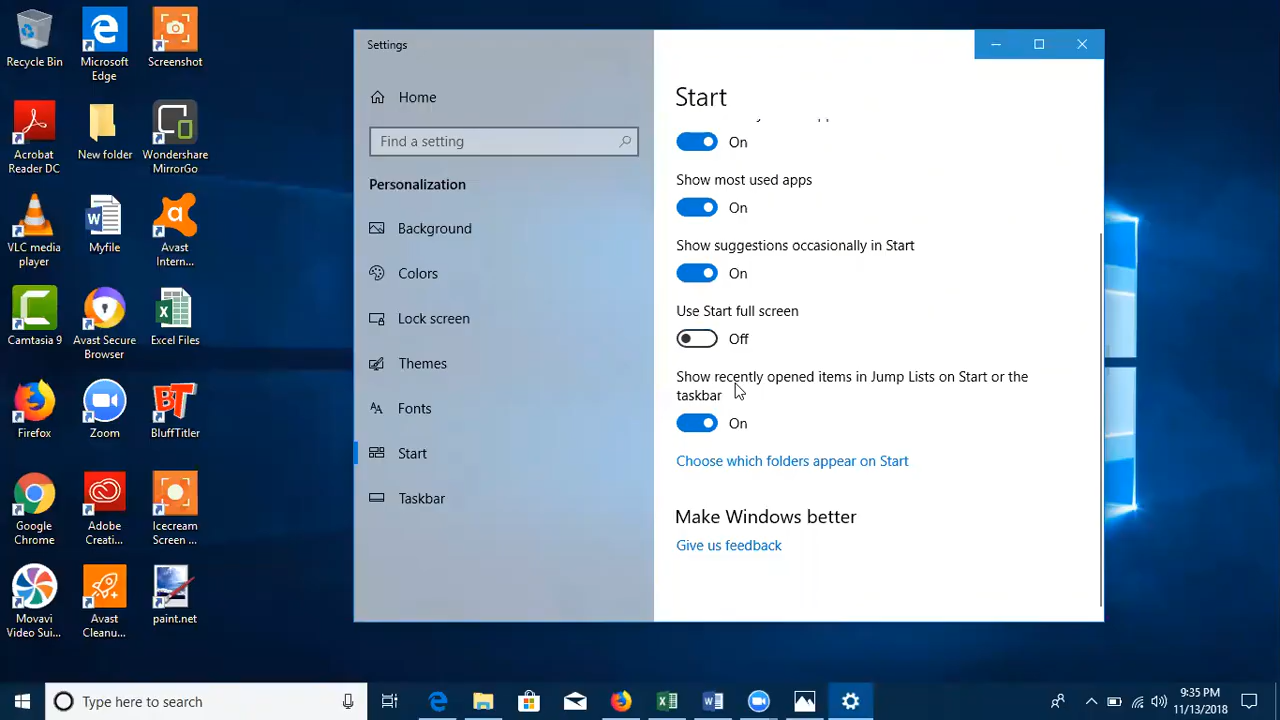 Recycle Bin
Microsoft
Edge
Screenshot
Acrobat
Reader DC
New folder
Wondershare
MirrorGo
VLC media
player
Myfile
Avast
Intern...
Camtasia 9
Avast Secure
Browser
Excel Files
Firefox
Zoom
BluffTitler
Google
Chrome
Adobe
Creati...
Icecream
Screen ...
Movavi
Video Sui...
Avast
Cleanu...
paint.net
Settings
Home
Find a setting
Personalization
Background
Colors
Lock screen
Themes
Fonts
Start
Taskbar
Start
On
Show most used apps
On
Show suggestions occasionally in Start
On
Use Start full screen
Off
Show recently opened items in Jump Lists on Start or the
taskbar
On
Choose which folders appear on Start
Make Windows better
Give us feedback
Type here to search
9:35 PM
11/13/2018